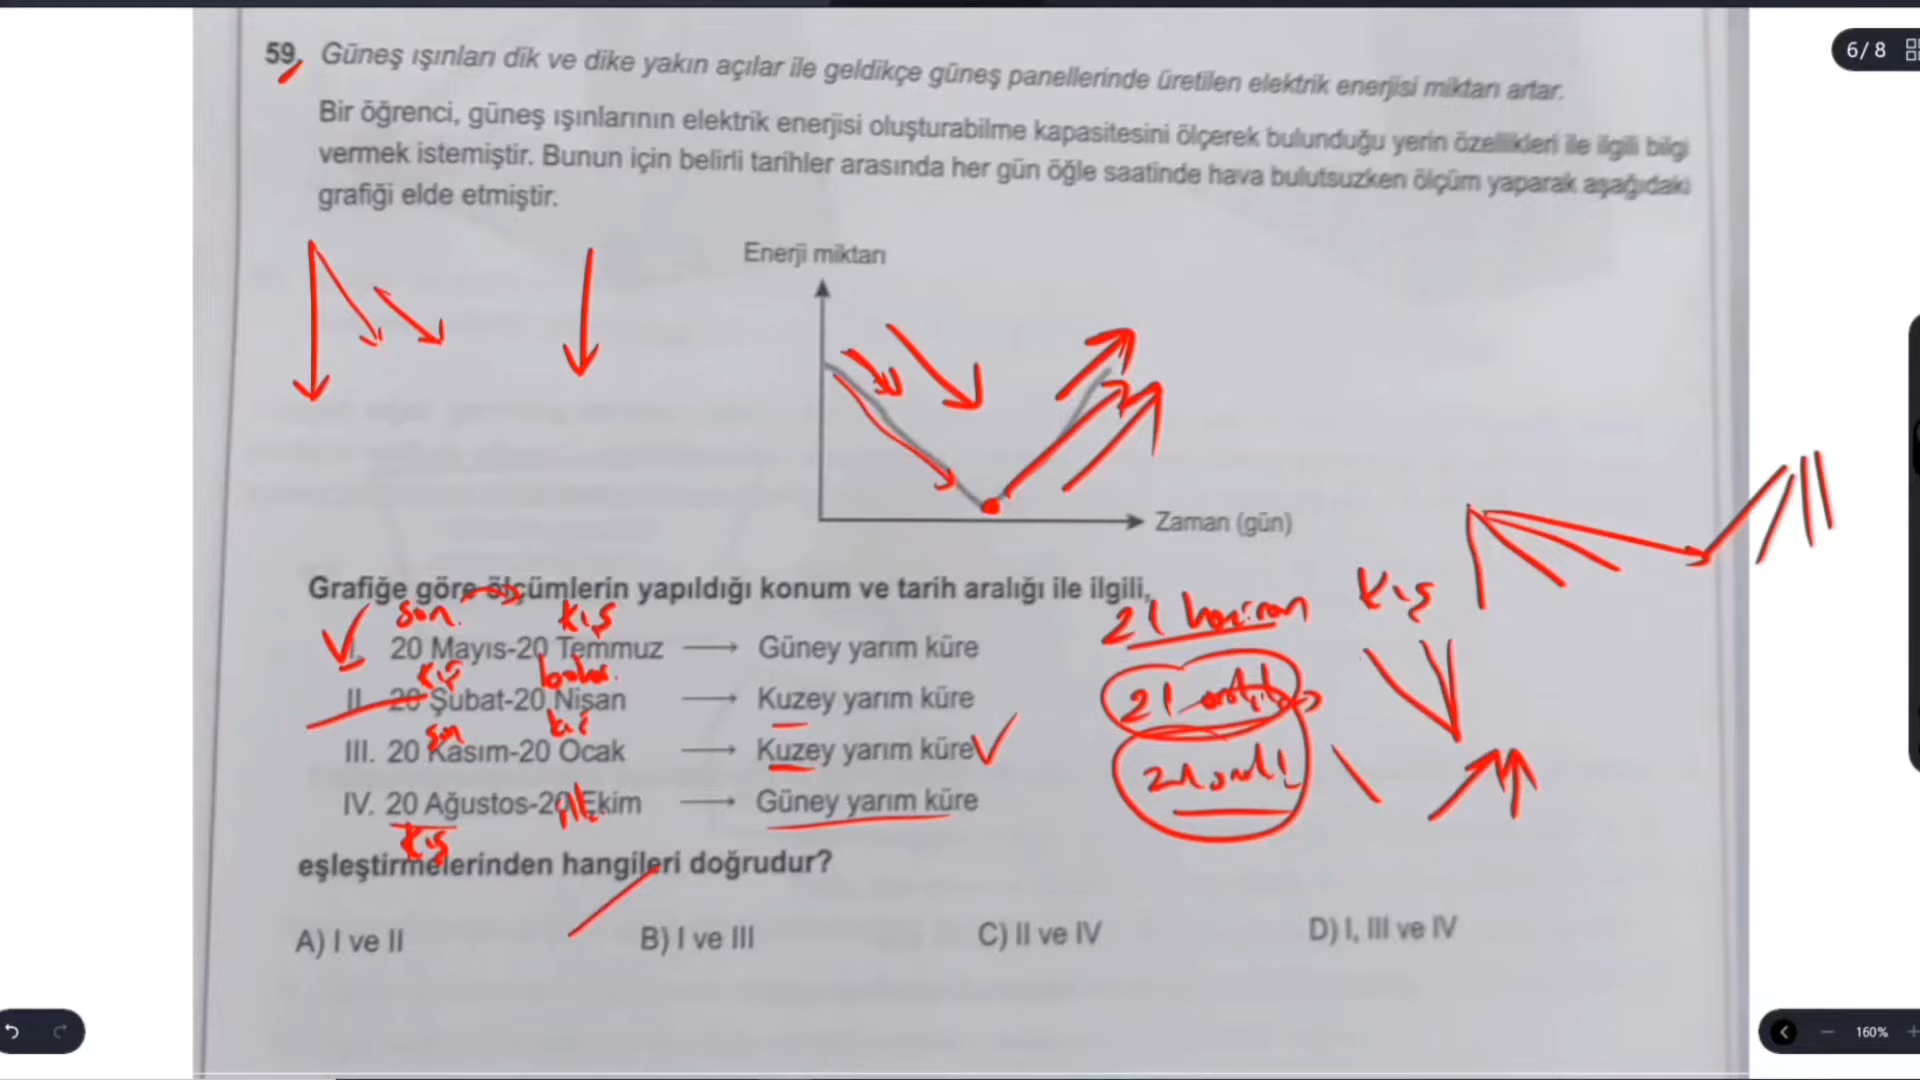 6/8
59. Güneş ışınları dik ve dike yakın açılar ile geldikçe güneş panellerinde üretilen elektrik enerjisi miktarı artar.
Bir öğrenci, güneş ışınlarının elektrik enerjisi oluşturabilme kapasitesini ölçerek bulunduğu yerin özellikleri ile ilgili bilgi
vermek istemiştir. Bunun için belirli tarihler arasında her gün öğle saatinde hava bulutsuzken ölçüm yaparak aşağıdaki
grafiği elde etmiştir.
Enerji miktarı
Zaman (gün)
Grafiğe göre ölçümlerin yapıldığı konum ve tarih aralığı ile ilgili,
son. kış
21 haziran kış
I. 20 Mayıs-20 Temmuz → Güney yarım küre
kış bahar.
II. 20 Şubat-20 Nisan → Kuzey yarım küre
21
son kış
III. 20 Kasım-20 Ocak → Kuzey yarım küre
21
IV. 20 Ağustos-20 Ekim → Güney yarım küre
kış
eşleştirmelerinden hangileri doğrudur?
A) I ve II B) I ve III C) II ve IV D) I, III ve IV
160%